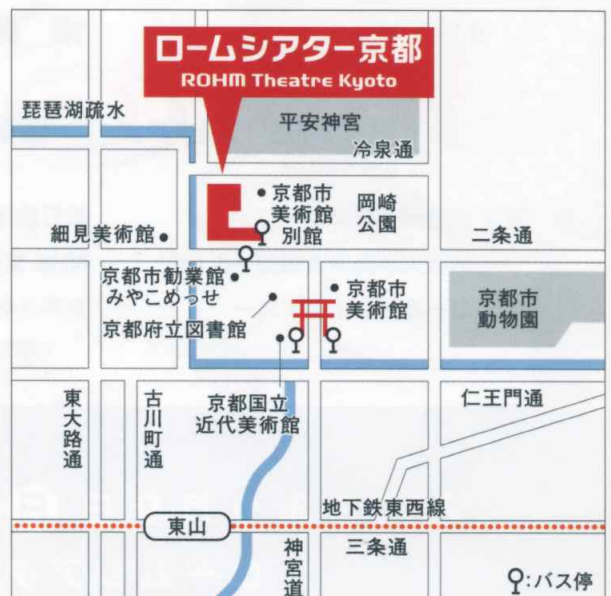 ロームシアター京都
ROHM Theatre Kyoto
琵琶湖疏水
平安神宮
冷泉通
京都市
美術館
別館
岡崎
公園
細見美術館
二条通
京都市勧業館
みやこめっせ
京都市
美術館
京都市
動物園
京都府立図書館
東大路通
古川町通
京都国立
近代美術館
仁王門通
地下鉄東西線
東山
神宮道
三条通
:バス停